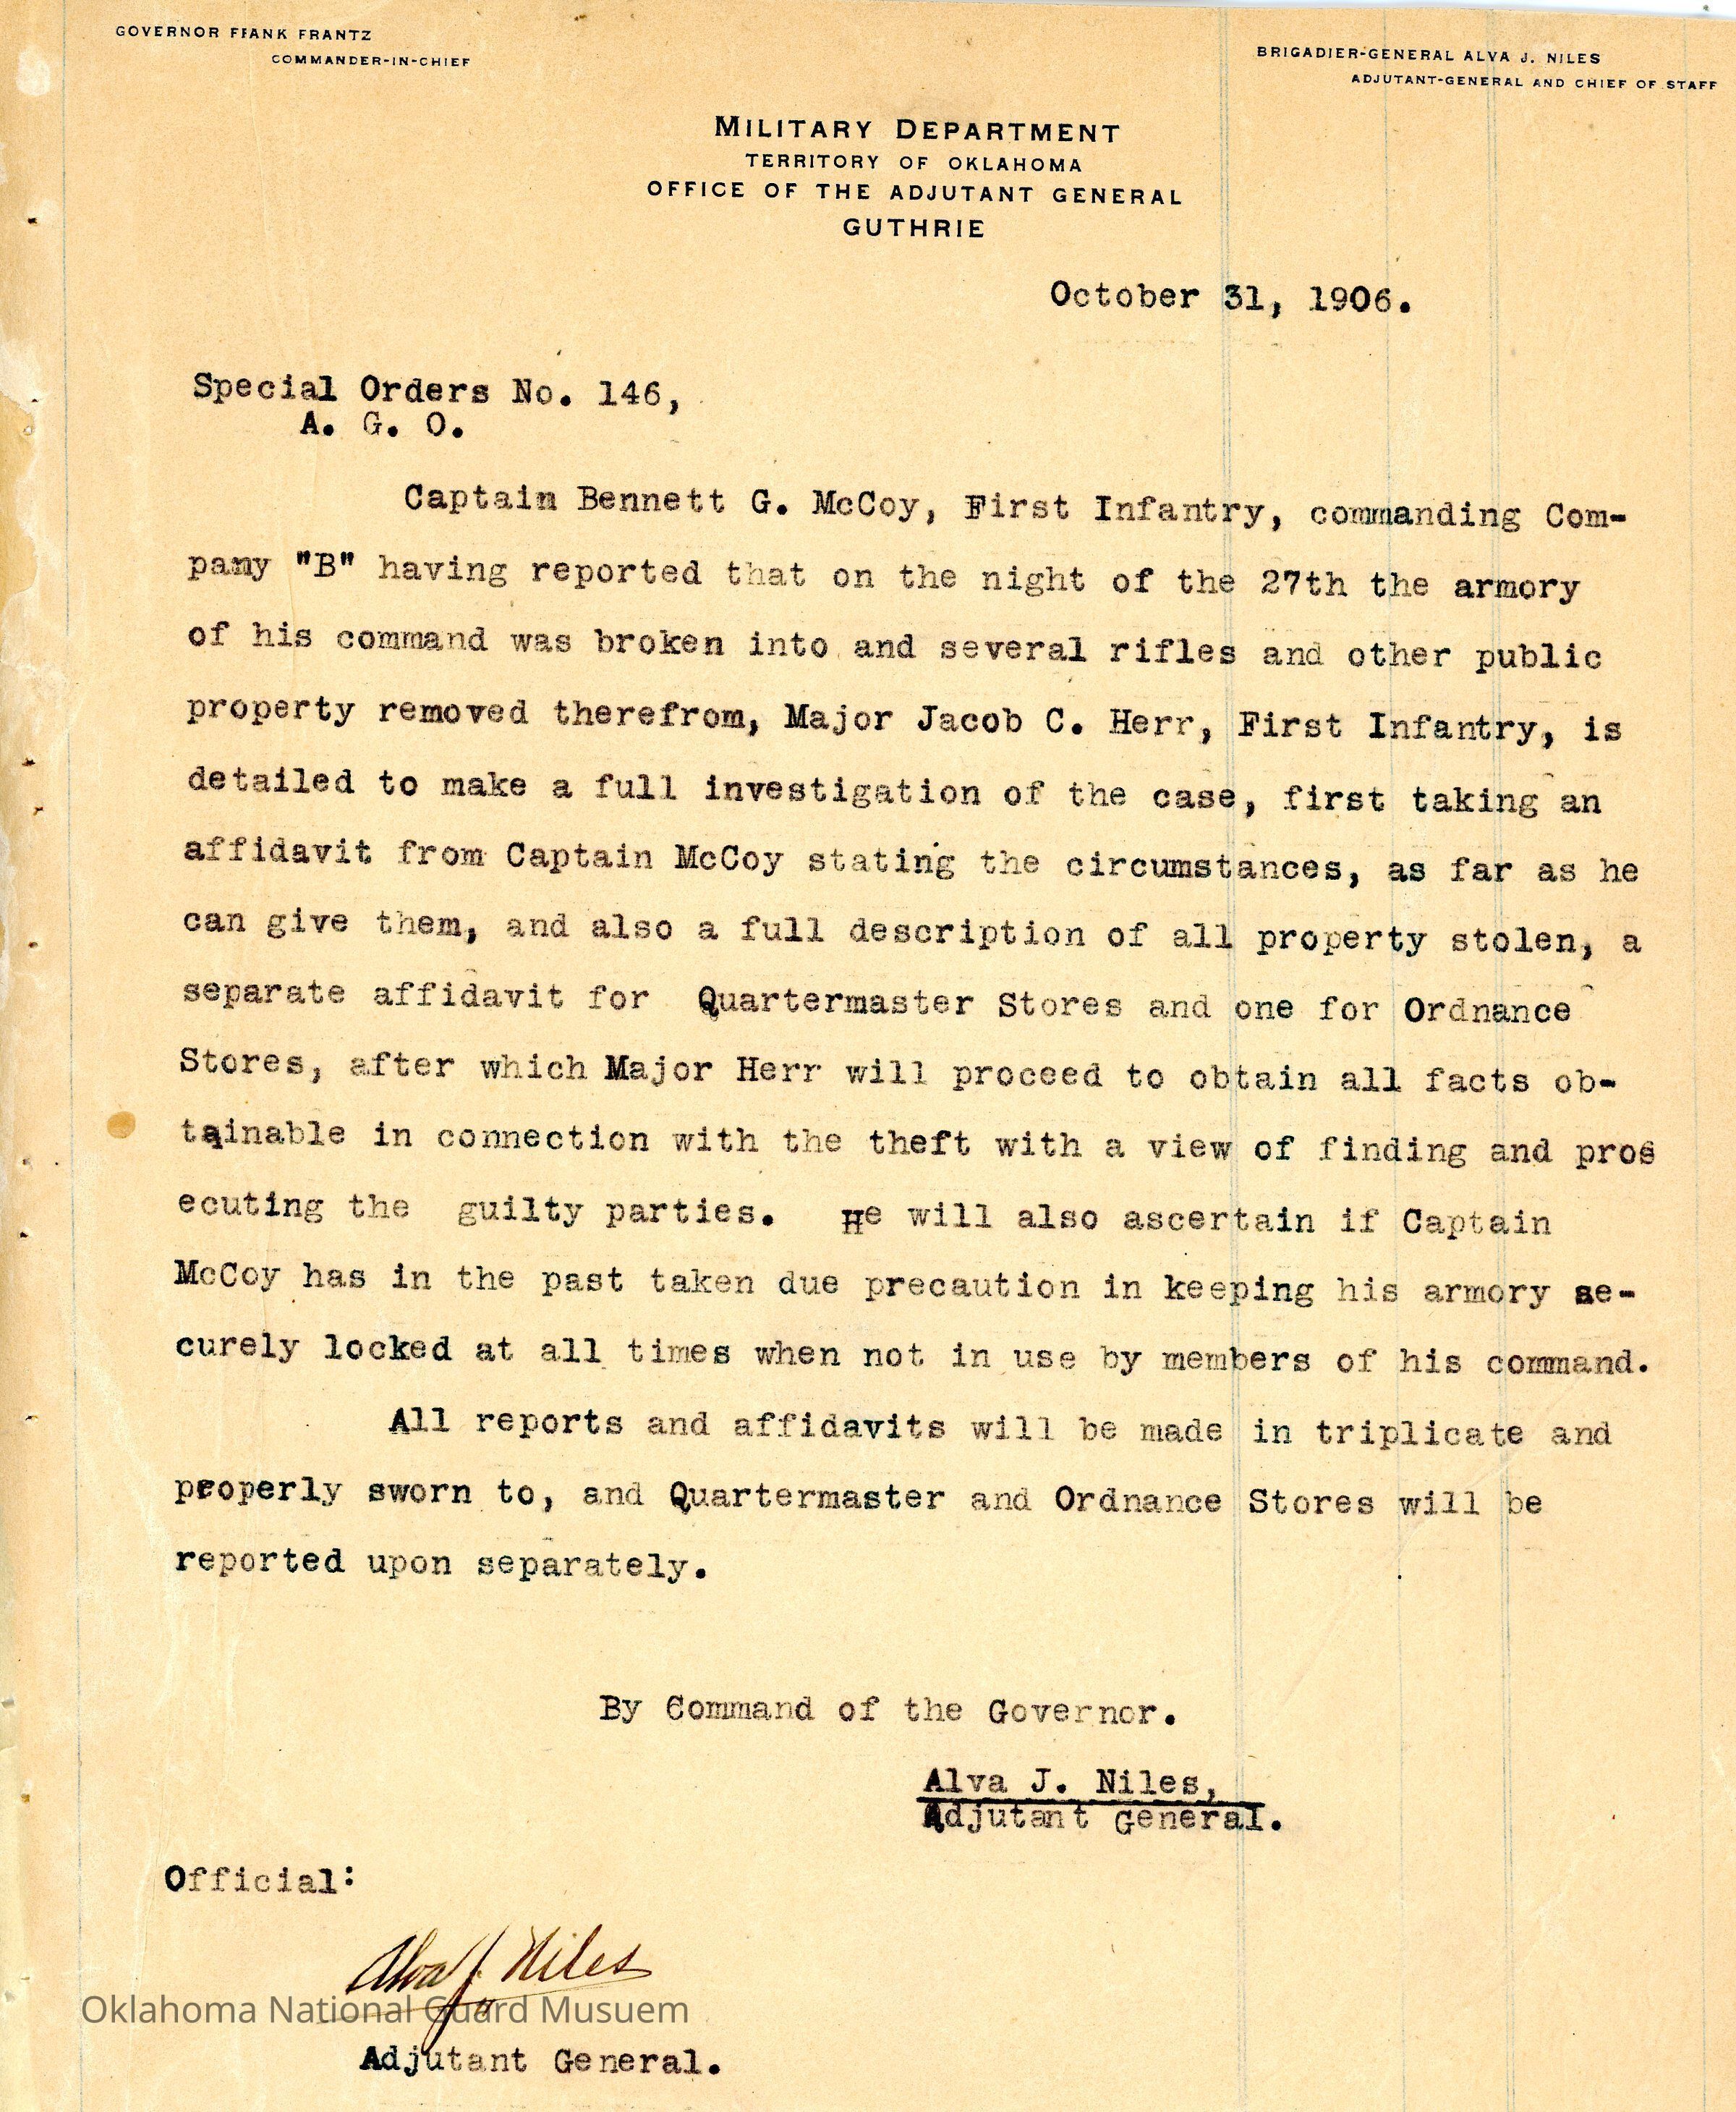 GOVERNOR FRANK FRANTZ
COMMANDER-IN-CHIEF
BRIGADIER-GENERAL ALVA J. NILES
ADJUTANT-GENERAL AND CHIEF OF STAFF
MILITARY DEPARTMENT
TERRITORY OF OKLAHOMA
OFFICE OF THE ADJUTANT GENERAL
GUTHRIE
October 31, 1906.
Special Orders No. 146,
A. G. O.
Captain Bennett G. McCoy, First Infantry, commanding Com-
pany "B" having reported that on the night of the 27th the armory
of his command was broken into and several rifles and other public
property removed therefrom, Major Jacob C. Herr, First Infantry, is
detailed to make a full investigation of the case, first taking an
affidavit from Captain McCoy stating the circumstances, as far as he
can give them, and also a full description of all property stolen, a
separate affidavit for Quartermaster Stores and one for Ordnance
Stores, after which Major Herr will proceed to obtain all facts ob-
tainable in connection with the theft with a view of finding and pros
ecuting the guilty parties. He will also ascertain if Captain
McCoy has in the past taken due precaution in keeping his armory se-
curely locked at all times when not in use by members of his command.
All reports and affidavits will be made in triplicate and
properly sworn to, and Quartermaster and Ordnance Stores will be
reported upon separately.
By Command of the Governor.
Alva J. Niles,
Adjutant General.
Official:
Alva J. Niles
Oklahoma National Guard Musuem
Adjutant General.